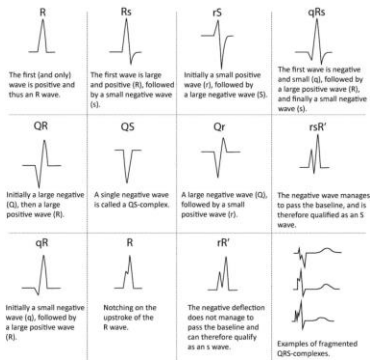 R
The first (and only)
wave is positive and
thus an R wave.
Rs
The first wave is large
and positive (R), followed
by a small negative wave
(s).
rS
Initially a small positive
wave (r), followed by
a large negative wave (S).
qRs
The first wave is negative
and small (q), followed by
a large positive wave (R),
and finally a small negative
wave (s).
QR
Initially a large negative
(Q), then a large
positive wave (R).
QS
A single negative wave
is called a QS-complex.
Qr
A large negative wave (Q),
followed by a small
positive wave (r).
rsR'
The negative wave manages
to pass the baseline, and is
therefore qualified as an S
wave.
qR
Initially a small negative
wave (q), followed by
a large positive wave
(R).
R
Notching on the
upstroke of the
R wave.
rR'
The negative deflection
does not manage to
pass the baseline and
can therefore qualify
as an s wave.
Examples of fragmented
QRS-complexes.